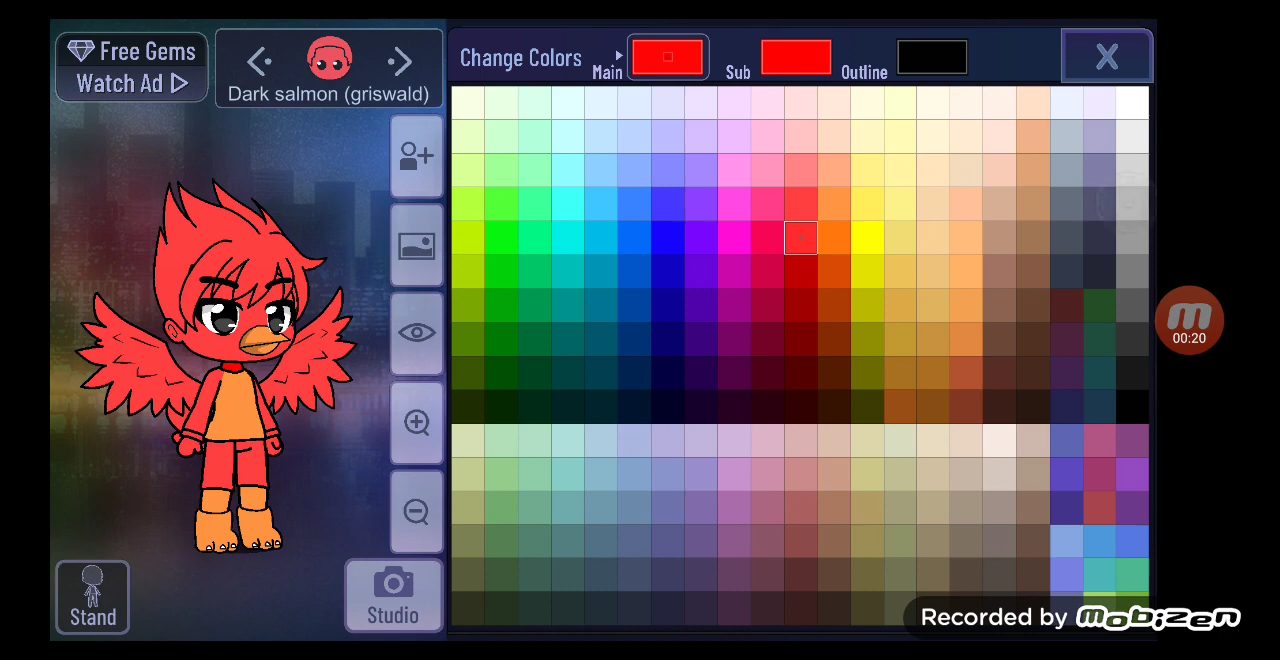 Free Gems
Watch Ad
Dark salmon (griswald)
Change Colors
Main
Sub
Outline
X
00:20
Stand
Studio
Recorded by mobizen